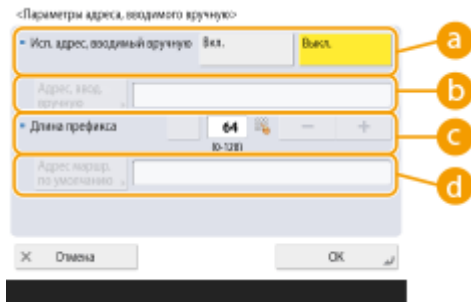 <Параметры адреса, вводимого вручную>
Исп. адрес, вводимый вручную Вкл. Выкл.
a
Адрес, ввод. вручную
b
Длина префикса 64 − +
(0-128)
c
Адрес маршр. по умолчанию
d
× Отмена OK